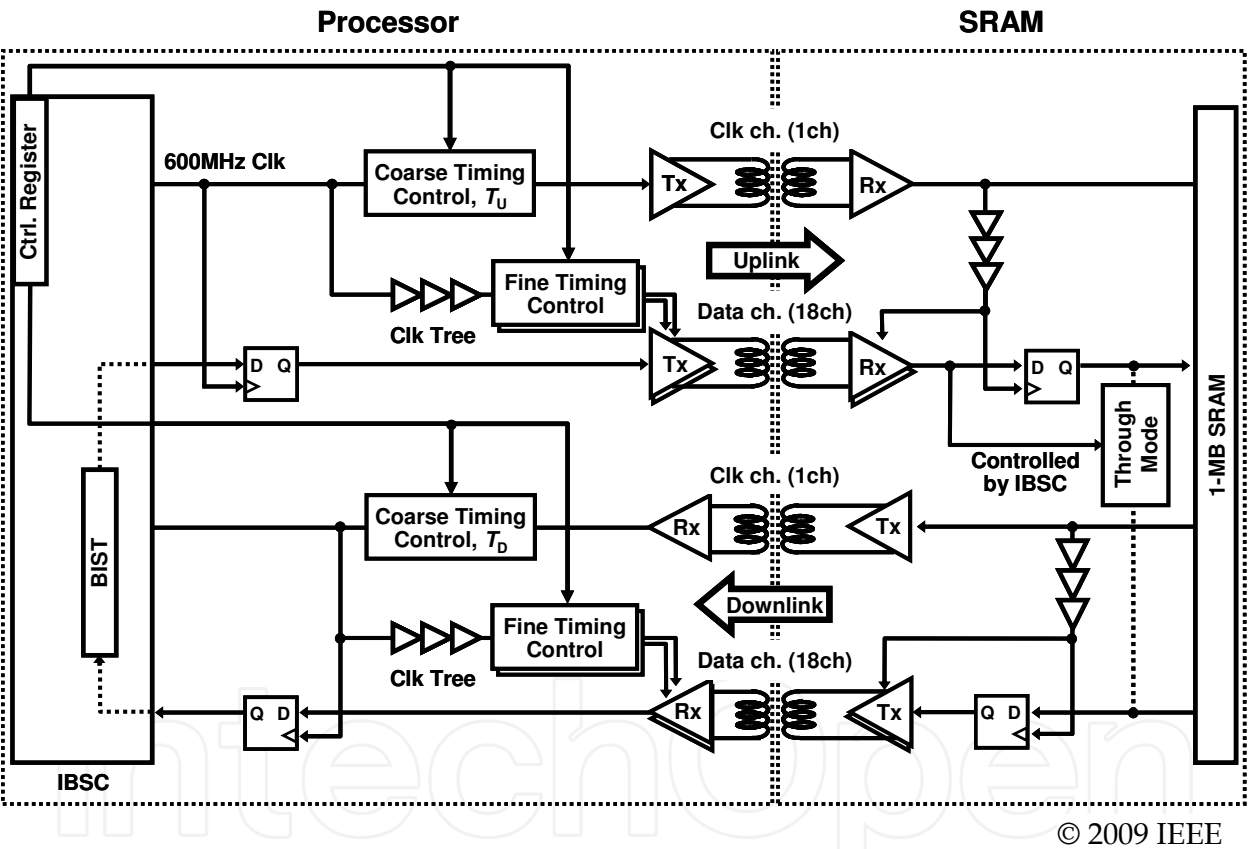 Processor
SRAM
Ctrl. Register
600MHz Clk
Coarse Timing
Control, TU
Clk ch. (1ch)
Tx
Rx
Uplink
Fine Timing
Control
Clk Tree
Data ch. (18ch)
Tx
Rx
D Q
D Q
Through
Mode
Controlled
by IBSC
1-MB SRAM
BIST
Clk ch. (1ch)
Coarse Timing
Control, TD
Rx
Tx
Downlink
Fine Timing
Control
Clk Tree
Data ch. (18ch)
Q D
Rx
Tx
Q D
IBSC
intechopen
© 2009 IEEE